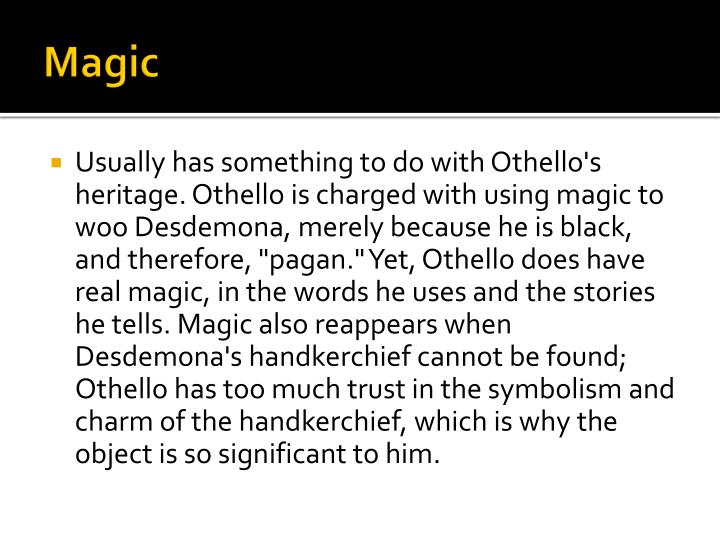 Magic
Usually has something to do with Othello's
heritage. Othello is charged with using magic to
woo Desdemona, merely because he is black,
and therefore, "pagan." Yet, Othello does have
real magic, in the words he uses and the stories
he tells. Magic also reappears when
Desdemona's handkerchief cannot be found;
Othello has too much trust in the symbolism and
charm of the handkerchief, which is why the
object is so significant to him.